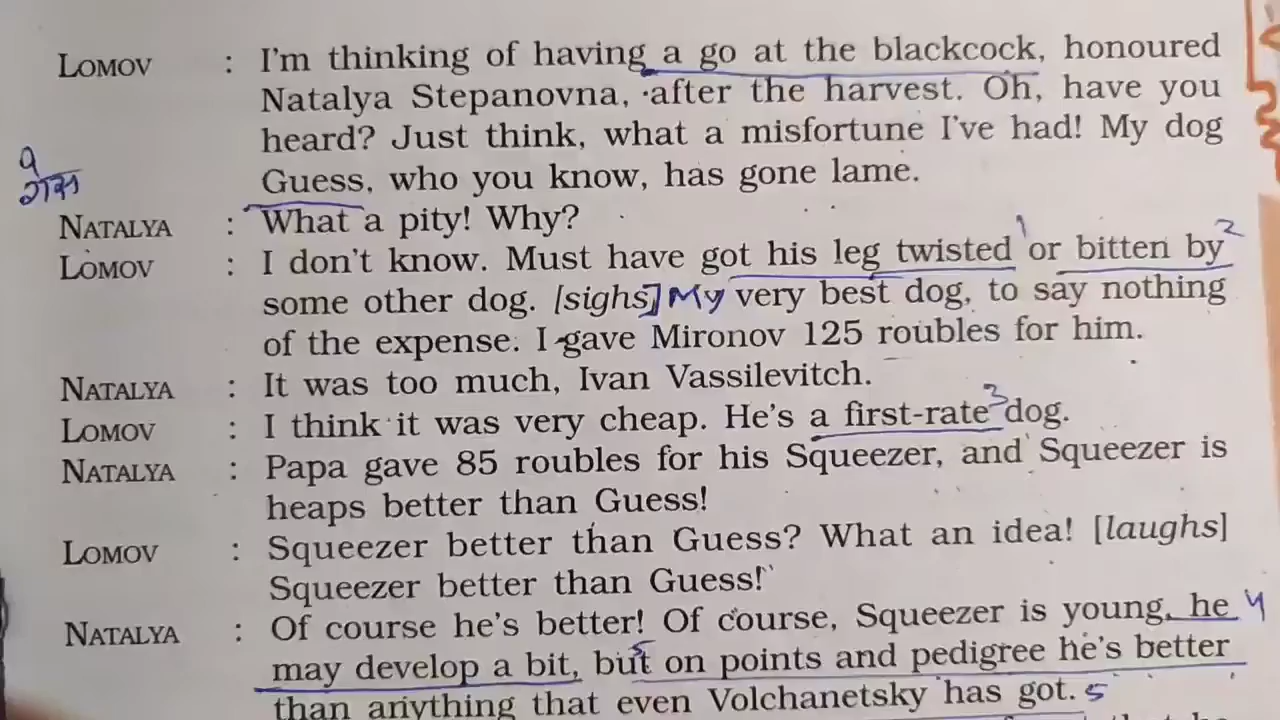 LOMOV : I'm thinking of having a go at the blackcock, honoured
Natalya Stepanovna, after the harvest. Oh, have you
heard? Just think, what a misfortune I've had! My dog
Guess, who you know, has gone lame.
NATALYA : What a pity! Why?
1 2
LOMOV : I don't know. Must have got his leg twisted or bitten by
some other dog. [sighs] My very best dog, to say nothing
of the expense. I gave Mironov 125 roubles for him.
NATALYA : It was too much, Ivan Vassilevitch.
3
LOMOV : I think it was very cheap. He's a first-rate dog.
NATALYA : Papa gave 85 roubles for his Squeezer, and Squeezer is
heaps better than Guess!
LOMOV : Squeezer better than Guess? What an idea! [laughs]
Squeezer better than Guess!
NATALYA : Of course he's better! Of course, Squeezer is young, he 4
may develop a bit, but on points and pedigree he's better
than anything that even Volchanetsky has got. 5